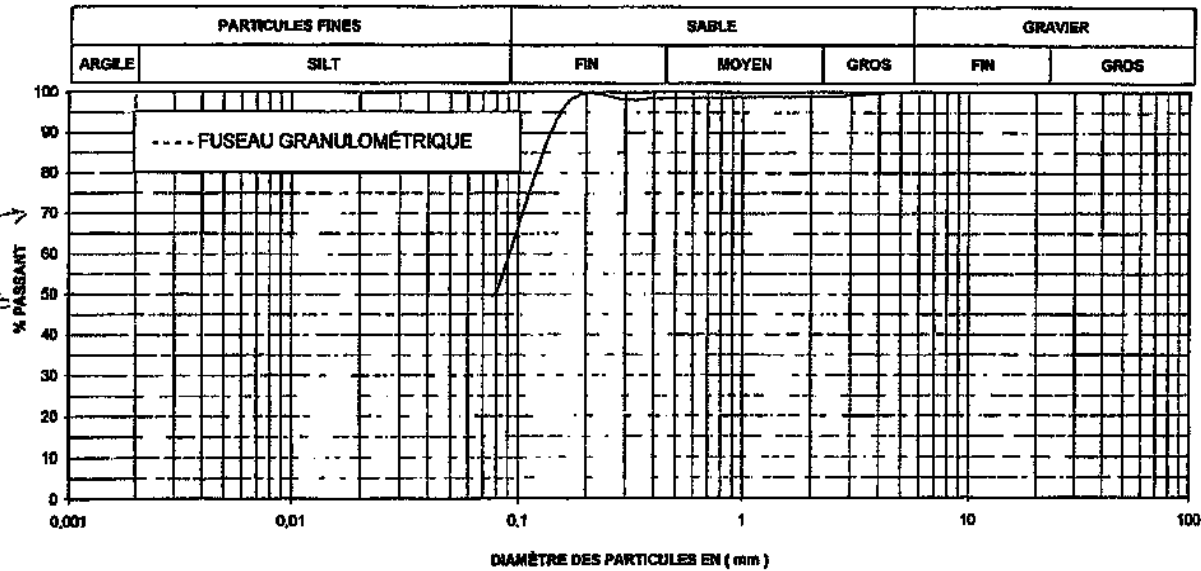 PARTICULES FINES SABLE GRAVIER
ARGILE SILT FIN MOYEN GROS FIN GROS
100
90
80
70
60
50
40
30
20
10
0
---- FUSEAU GRANULOMÉTRIQUE
% PASSANT
0,001 0,01 0,1 1 10 100
DIAMÈTRE DES PARTICULES EN ( mm )